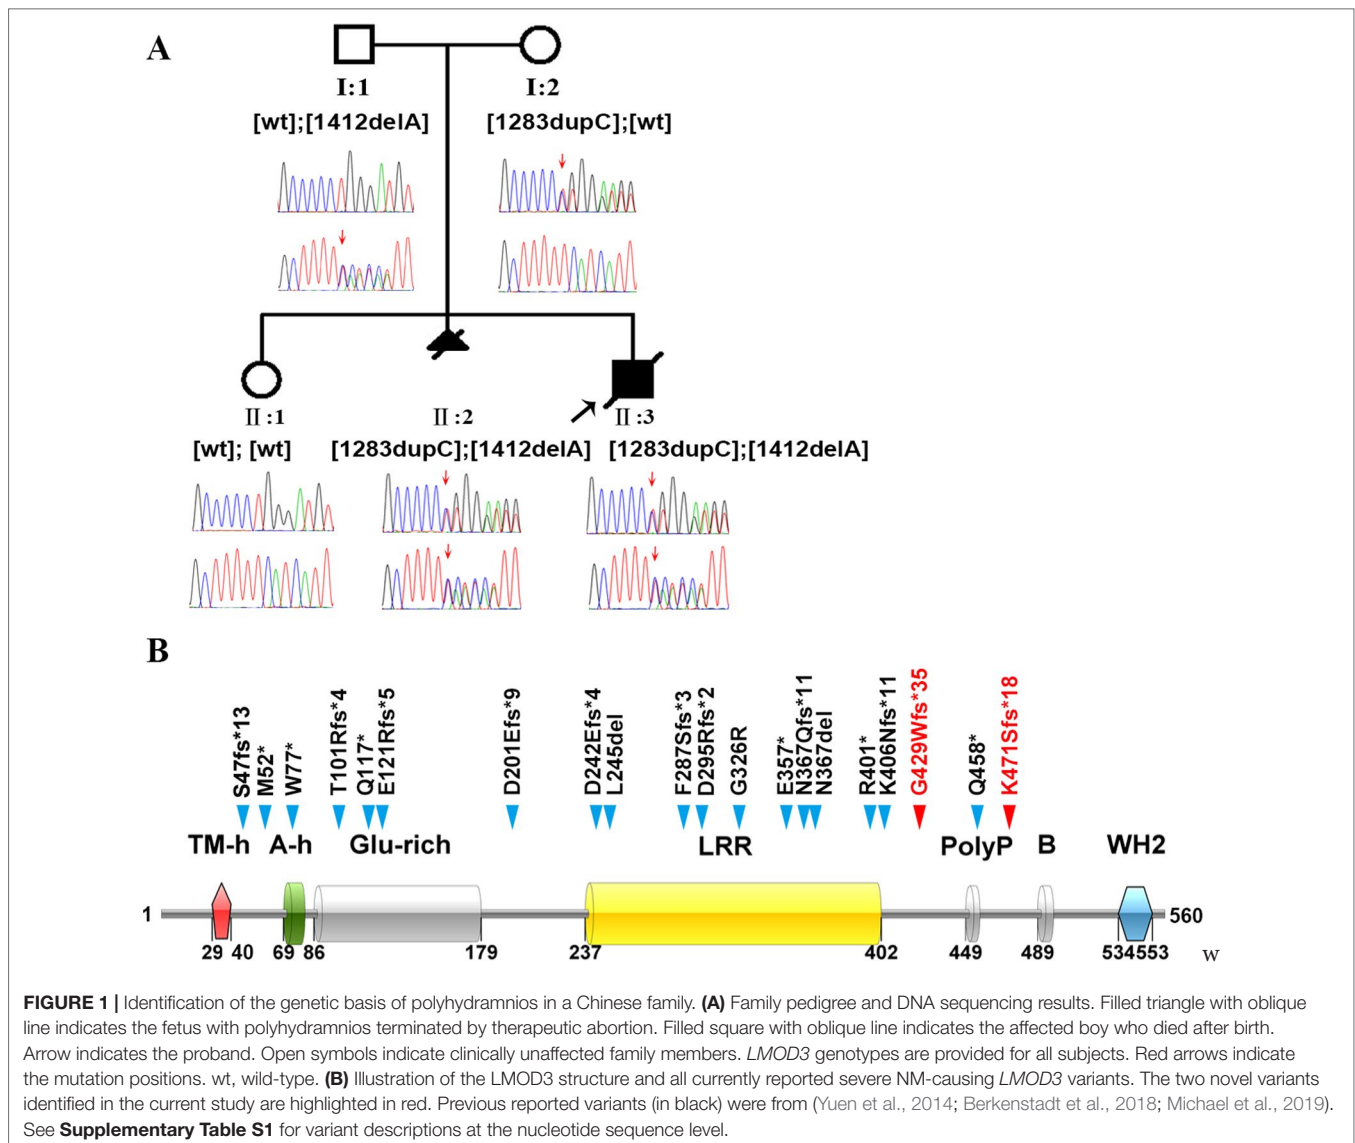 A
I:1
I:2
[wt];[1412delA]
[1283dupC];[wt]
II:1
II:2
II:3
[wt]; [wt]
[1283dupC];[1412delA]
[1283dupC];[1412delA]
B
S47fs*13
M52*
W77*
T101Rfs*4
Q117*
E121Rfs*5
D201Efs*9
D242Efs*4
L245del
F287Sfs*3
D295Rfs*2
G326R
E357*
N367Qfs*11
N367del
R401*
K406Nfs*11
G429Wfs*35
Q458*
K471Sfs*18
TM-h
A-h
Glu-rich
LRR
PolyP
B
WH2
1
560
29 40 69 86 179 237 402 449 489 534553 w
FIGURE 1 | Identification of the genetic basis of polyhydramnios in a Chinese family. (A) Family pedigree and DNA sequencing results. Filled triangle with oblique
line indicates the fetus with polyhydramnios terminated by therapeutic abortion. Filled square with oblique line indicates the affected boy who died after birth.
Arrow indicates the proband. Open symbols indicate clinically unaffected family members. LMOD3 genotypes are provided for all subjects. Red arrows indicate
the mutation positions. wt, wild-type. (B) Illustration of the LMOD3 structure and all currently reported severe NM-causing LMOD3 variants. The two novel variants
identified in the current study are highlighted in red. Previous reported variants (in black) were from (Yuen et al., 2014; Berkenstadt et al., 2018; Michael et al., 2019).
See Supplementary Table S1 for variant descriptions at the nucleotide sequence level.